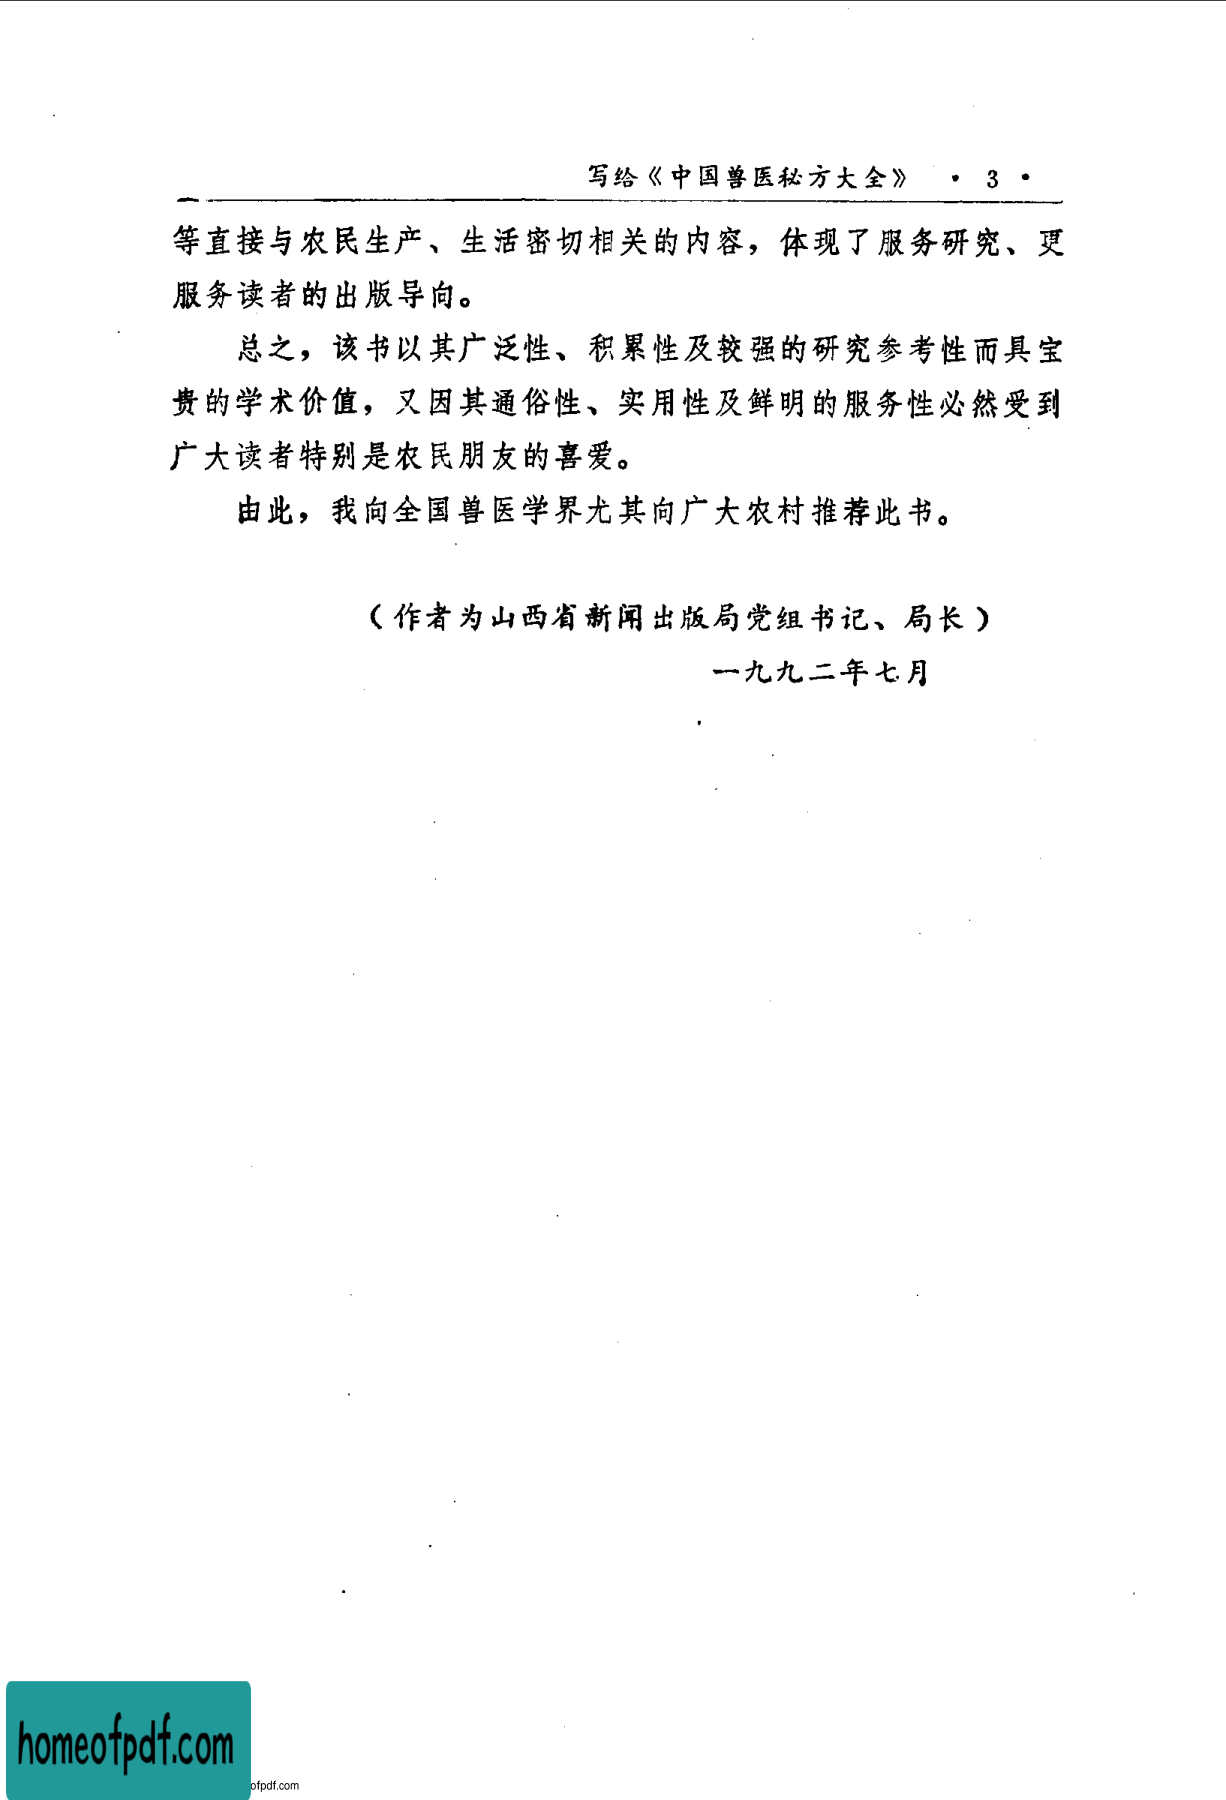 写给《中国兽医秘方大全》 · 3 ·
等直接与农民生产、生活密切相关的内容，体现了服务研究、更
服务读者的出版导向。
总之，该书以其广泛性、积累性及较强的研究参考性而具宝
贵的学术价值，又因其通俗性、实用性及鲜明的服务性必然受到
广大读者特别是农民朋友的喜爱。
由此，我向全国兽医学界尤其向广大农村推荐此书。
（作者为山西省新闻出版局党组书记、局长）
一九九二年七月
homeofpdf.com
ofpdf.com